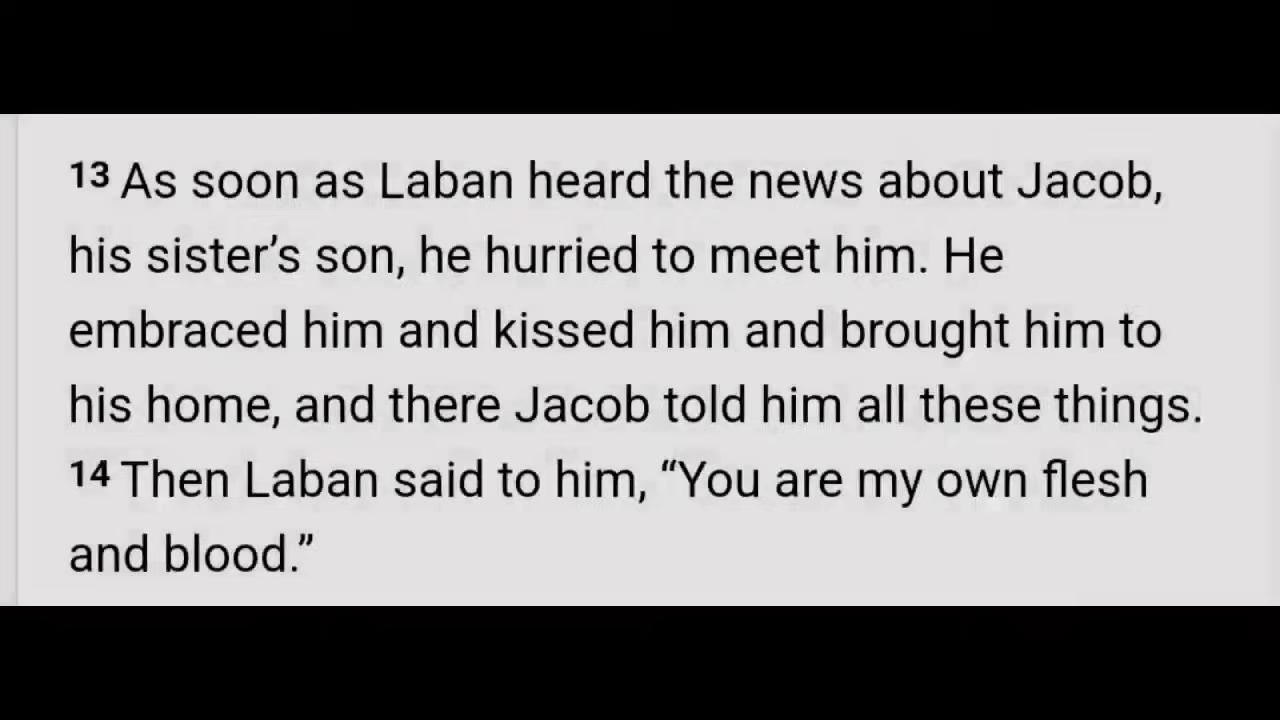 13 As soon as Laban heard the news about Jacob,
his sister’s son, he hurried to meet him. He
embraced him and kissed him and brought him to
his home, and there Jacob told him all these things.
14 Then Laban said to him, “You are my own flesh
and blood.”